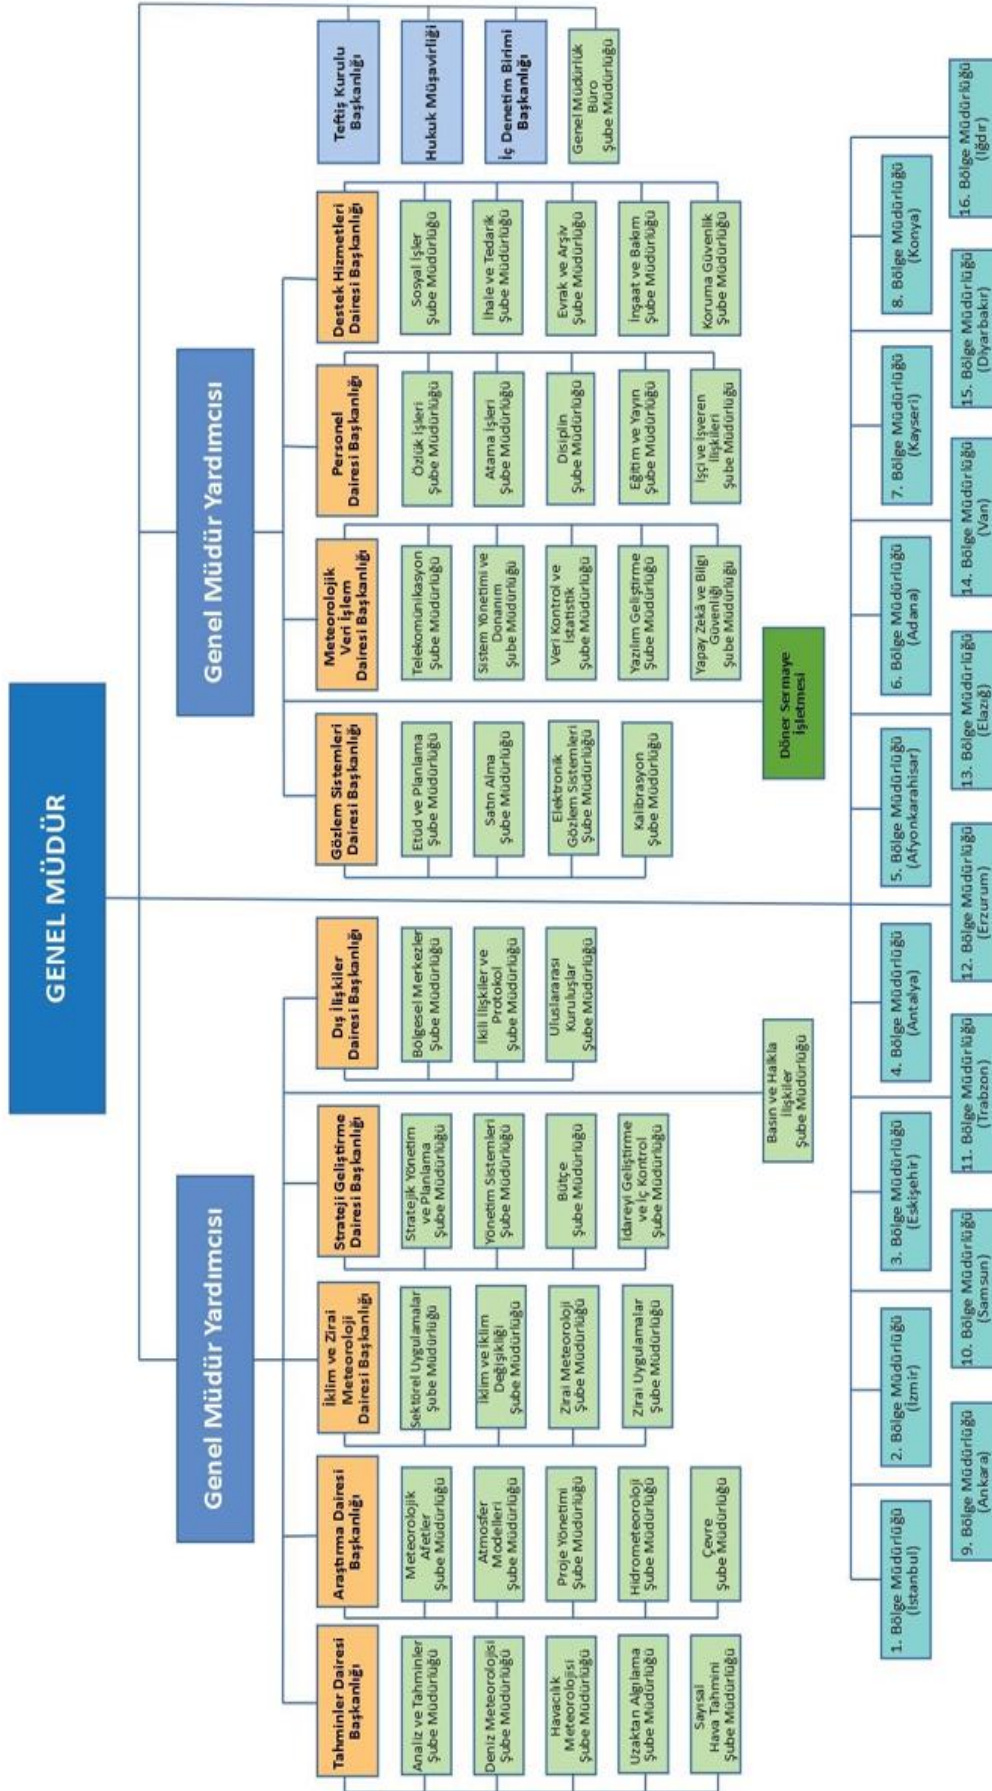 GENEL MÜDÜR
Genel Müdür Yardımcısı
Genel Müdür Yardımcısı
Tahminler Dairesi
Başkanlığı
Analiz ve Tahminler
Şube Müdürlüğü
Deniz Meteorolojisi
Şube Müdürlüğü
Havacılık
Meteorolojisi
Şube Müdürlüğü
Uzaktan Algılama
Şube Müdürlüğü
Sayısal
Hava Tahmini
Şube Müdürlüğü
Araştırma Dairesi
Başkanlığı
Meteorolojik
Afetler
Şube Müdürlüğü
Atmosfer
Modelleri
Şube Müdürlüğü
Proje Yönetimi
Şube Müdürlüğü
Hidrometeoroloji
Şube Müdürlüğü
Çevre
Şube Müdürlüğü
İklim ve Zirai
Meteoroloji
Dairesi Başkanlığı
Sektörel Uygulamalar
Şube Müdürlüğü
İklim ve İklim
Değişikliği
Şube Müdürlüğü
Zirai Meteoroloji
Şube Müdürlüğü
Zirai Uygulamalar
Şube Müdürlüğü
Strateji Geliştirme
Dairesi Başkanlığı
Stratejik Yönetim
ve Planlama
Şube Müdürlüğü
Yönetim Sistemleri
Şube Müdürlüğü
Bütçe
Şube Müdürlüğü
İdareyi Geliştirme
ve İç Kontrol
Şube Müdürlüğü
Dış İlişkiler
Dairesi Başkanlığı
Bölgesel Merkezler
Şube Müdürlüğü
İkili İlişkiler ve
Protokol
Şube Müdürlüğü
Uluslararası
Kuruluşlar
Şube Müdürlüğü
Basın ve Halkla
İlişkiler
Şube Müdürlüğü
Gözlem Sistemleri
Dairesi Başkanlığı
Etüd ve Planlama
Şube Müdürlüğü
Satın Alma
Şube Müdürlüğü
Elektronik
Gözlem Sistemleri
Şube Müdürlüğü
Kalibrasyon
Şube Müdürlüğü
Meteorolojik
Veri İşlem
Dairesi Başkanlığı
Telekomünikasyon
Şube Müdürlüğü
Sistem Yönetimi ve
Donanım
Şube Müdürlüğü
Veri Kontrol ve
İstatistik
Şube Müdürlüğü
Yazılım Geliştirme
Şube Müdürlüğü
Yapay Zekâ ve Bilgi
Güvenliği
Şube Müdürlüğü
Döner Sermaye
İşletmesi
Personel
Dairesi Başkanlığı
Özlük İşleri
Şube Müdürlüğü
Atama İşleri
Şube Müdürlüğü
Disiplin
Şube Müdürlüğü
Eğitim ve Yayın
Şube Müdürlüğü
İşçi ve İşveren
İlişkileri
Şube Müdürlüğü
Destek Hizmetleri
Dairesi Başkanlığı
Sosyal İşler
Şube Müdürlüğü
İhale ve Tedarik
Şube Müdürlüğü
Evrak ve Arşiv
Şube Müdürlüğü
İnşaat ve Bakım
Şube Müdürlüğü
Koruma Güvenlik
Şube Müdürlüğü
Teftiş Kurulu
Başkanlığı
Hukuk Müşavirliği
İç Denetim Birimi
Başkanlığı
Genel Müdürlük
Büro
Şube Müdürlüğü
1. Bölge Müdürlüğü
(İstanbul)
2. Bölge Müdürlüğü
(İzmir)
3. Bölge Müdürlüğü
(Eskişehir)
4. Bölge Müdürlüğü
(Antalya)
5. Bölge Müdürlüğü
(Afyonkarahisar)
6. Bölge Müdürlüğü
(Adana)
7. Bölge Müdürlüğü
(Kayseri)
8. Bölge Müdürlüğü
(Konya)
9. Bölge Müdürlüğü
(Ankara)
10. Bölge Müdürlüğü
(Samsun)
11. Bölge Müdürlüğü
(Trabzon)
12. Bölge Müdürlüğü
(Erzurum)
13. Bölge Müdürlüğü
(Elazığ)
14. Bölge Müdürlüğü
(Van)
15. Bölge Müdürlüğü
(Diyarbakır)
16. Bölge Müdürlüğü
(Iğdır)